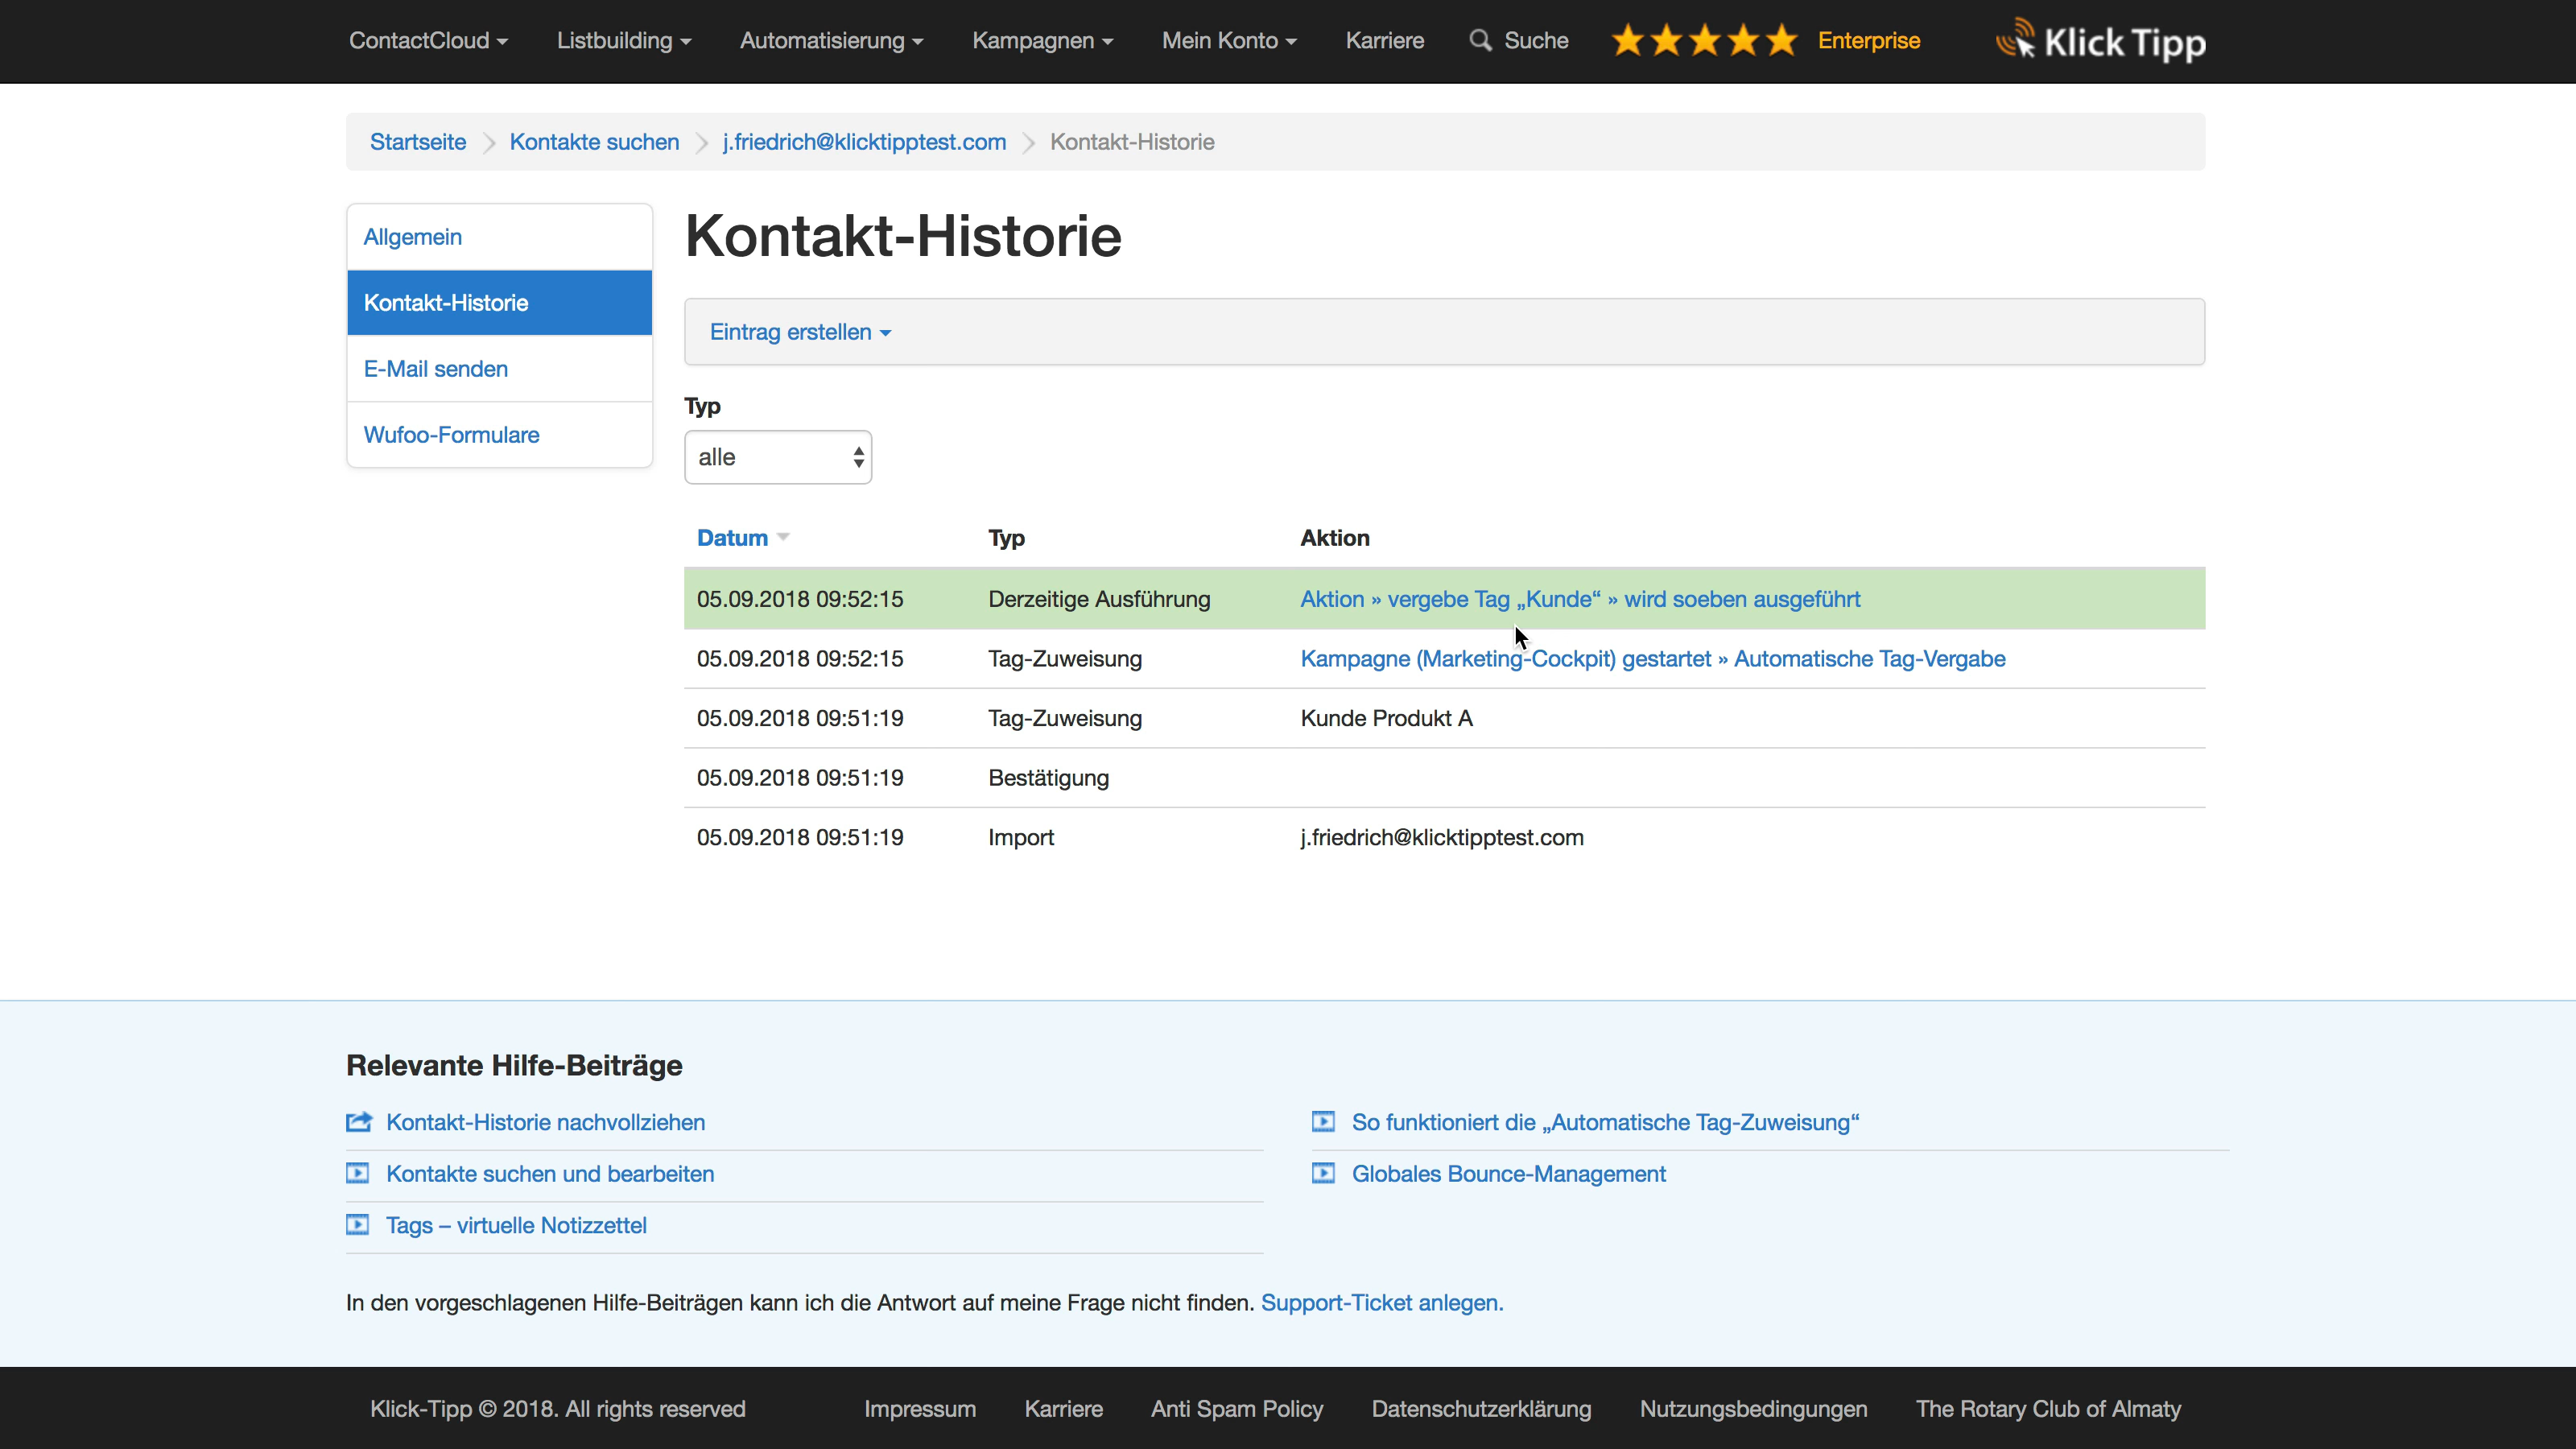 ContactCloud Listbuilding Automatisierung Kampagnen Mein Konto Karriere Suche Enterprise Klick Tipp
Startseite Kontakte suchen j.friedrich@klicktipptest.com Kontakt-Historie
Allgemein
Kontakt-Historie
E-Mail senden
Wufoo-Formulare
Kontakt-Historie
Eintrag erstellen
Typ
alle
Datum Typ Aktion
05.09.2018 09:52:15 Derzeitige Ausführung Aktion » vergebe Tag „Kunde“ » wird soeben ausgeführt
05.09.2018 09:52:15 Tag-Zuweisung Kampagne (Marketing-Cockpit) gestartet » Automatische Tag-Vergabe
05.09.2018 09:51:19 Tag-Zuweisung Kunde Produkt A
05.09.2018 09:51:19 Bestätigung
05.09.2018 09:51:19 Import j.friedrich@klicktipptest.com
Relevante Hilfe-Beiträge
Kontakt-Historie nachvollziehen
Kontakte suchen und bearbeiten
Tags – virtuelle Notizzettel
So funktioniert die „Automatische Tag-Zuweisung“
Globales Bounce-Management
In den vorgeschlagenen Hilfe-Beiträgen kann ich die Antwort auf meine Frage nicht finden. Support-Ticket anlegen.
Klick-Tipp © 2018. All rights reserved Impressum Karriere Anti Spam Policy Datenschutzerklärung Nutzungsbedingungen The Rotary Club of Almaty